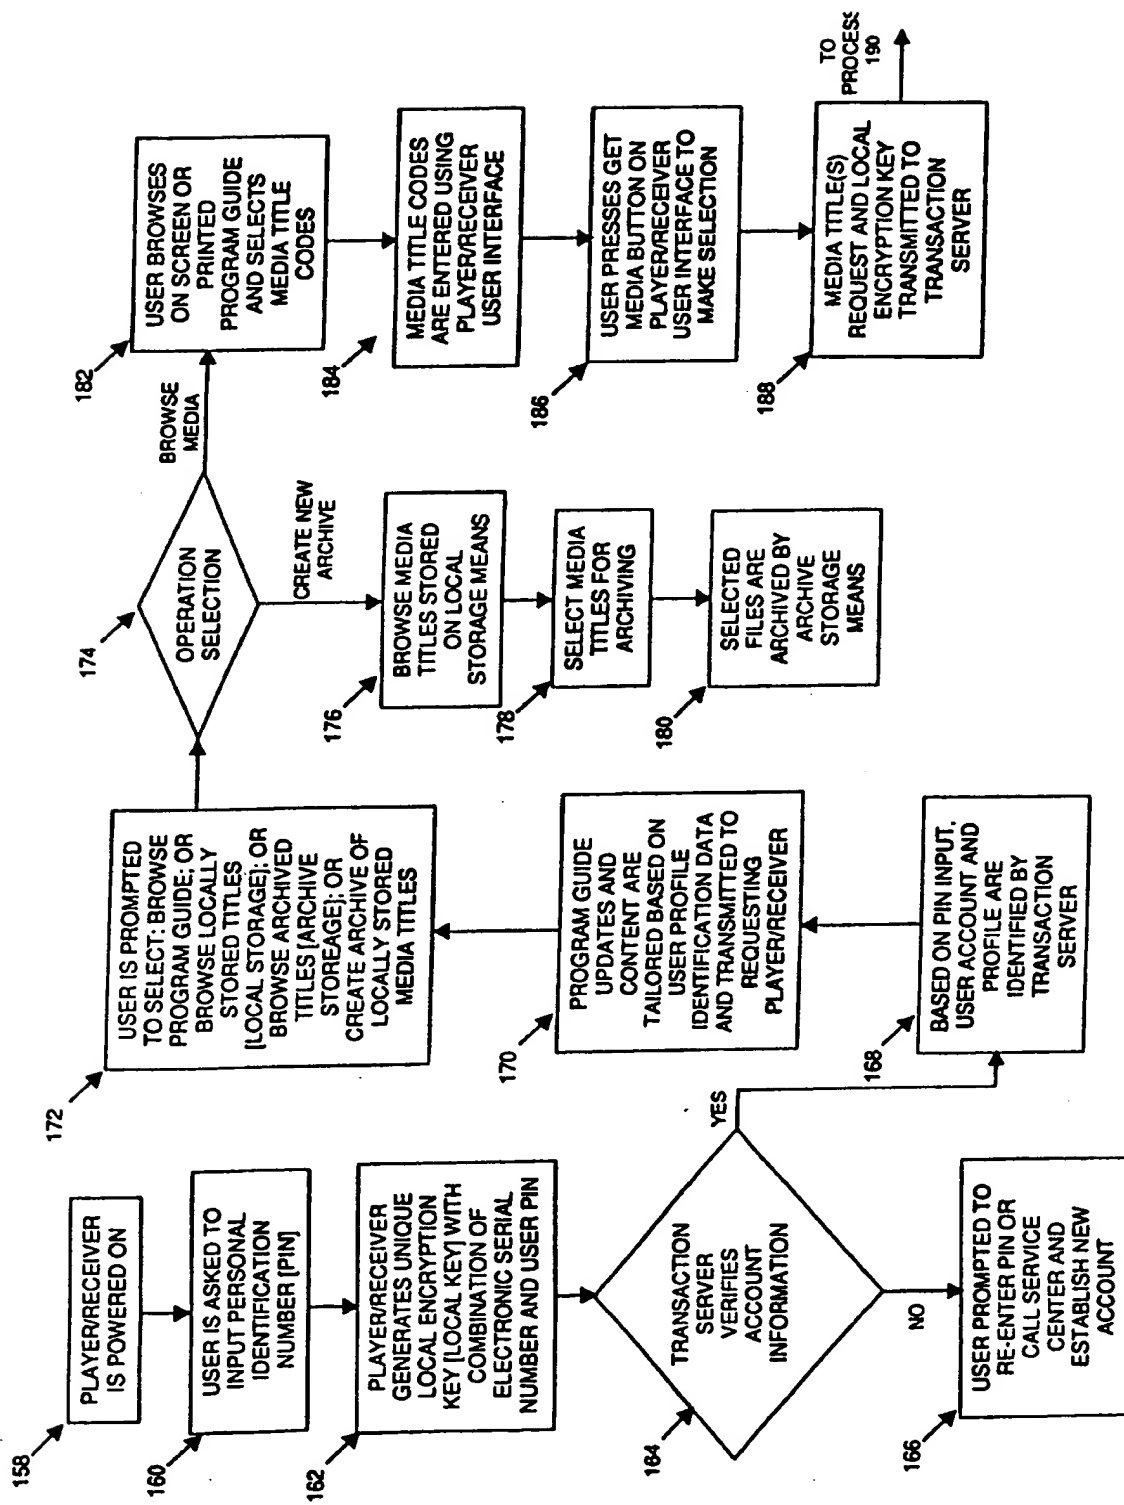 158
PLAYER/RECEIVER
IS POWERED ON
160
USER IS ASKED TO
INPUT PERSONAL
IDENTIFICATION
NUMBER [PIN]
162
PLAYER/RECEIVER
GENERATES UNIQUE
LOCAL ENCRYPTION
KEY [LOCAL KEY] WITH
COMBINATION OF
ELECTRONIC SERIAL
NUMBER AND USER PIN
164
TRANSACTION
SERVER
VERIFIES
ACCOUNT
INFORMATION
YES
NO
166
USER PROMPTED TO
RE-ENTER PIN OR
CALL SERVICE
CENTER AND
ESTABLISH NEW
ACCOUNT
168
BASED ON PIN INPUT,
USER ACCOUNT AND
PROFILE ARE
IDENTIFIED BY
TRANSACTION
SERVER
170
PROGRAM GUIDE
UPDATES AND
CONTENT ARE
TAILORED BASED ON
USER PROFILE
IDENTIFICATION DATA
AND TRANSMITTED TO
REQUESTING
PLAYER/RECEIVER
172
USER IS PROMPTED
TO SELECT: BROWSE
PROGRAM GUIDE; OR
BROWSE LOCALLY
STORED TITLES
[LOCAL STORAGE]; OR
BROWSE ARCHIVED
TITLES [ARCHIVE
STOREAGE]; OR
CREATE ARCHIVE OF
LOCALLY STORED
MEDIA TITLES
174
OPERATION
SELECTION
CREATE NEW
ARCHIVE
BROWSE
MEDIA
176
BROWSE MEDIA
TITLES STORED
ON LOCAL
STORAGE MEANS
178
SELECT MEDIA
TITLES FOR
ARCHIVING
180
SELECTED
FILES ARE
ARCHIVED BY
ARCHIVE
STORAGE
MEANS
182
USER BROWSES
ON SCREEN OR
PRINTED
PROGRAM GUIDE
AND SELECTS
MEDIA TITLE
CODES
184
MEDIA TITLE CODES
ARE ENTERED USING
PLAYER/RECEIVER
USER INTERFACE
186
USER PRESSES GET
MEDIA BUTTON ON
PLAYER/RECEIVER
USER INTERFACE TO
MAKE SELECTION
188
MEDIA TITLE(S)
REQUEST AND LOCAL
ENCRYPTION KEY
TRANSMITTED TO
TRANSACTION
SERVER
TO
PROCESS
190